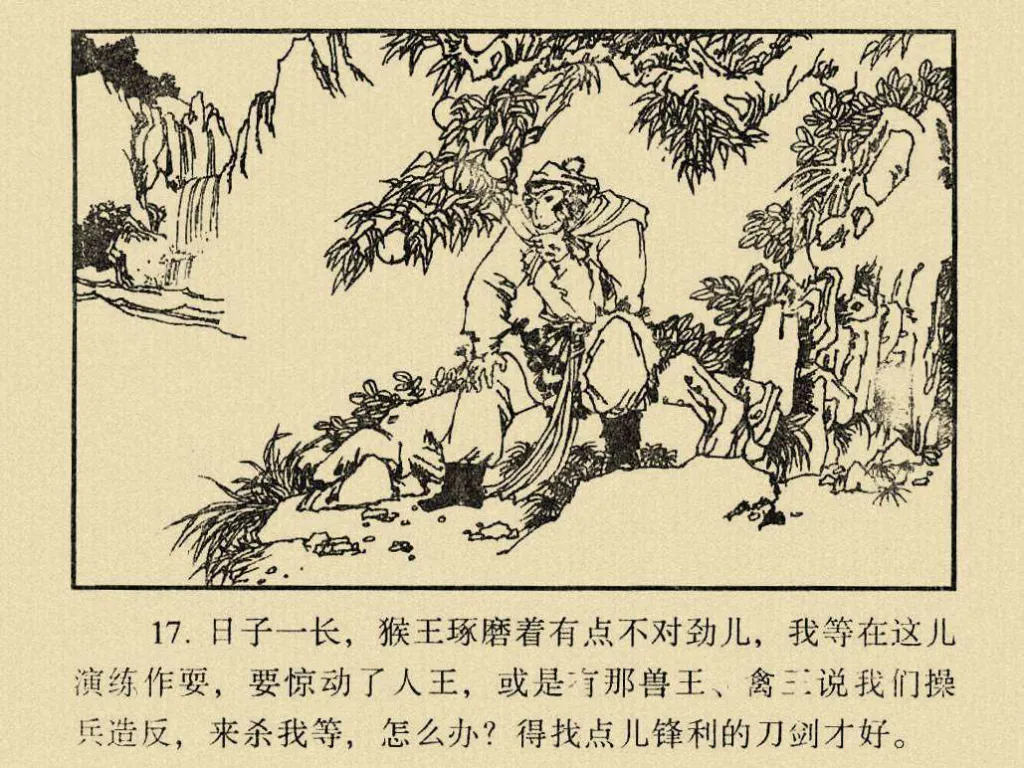 17. 日子一长，猴王琢磨着有点不对劲儿，我等在这儿
演练作耍，要惊动了人王，或是有那兽王、禽王说我们操
兵造反，来杀我等，怎么办？得找点儿锋利的刀剑才好。